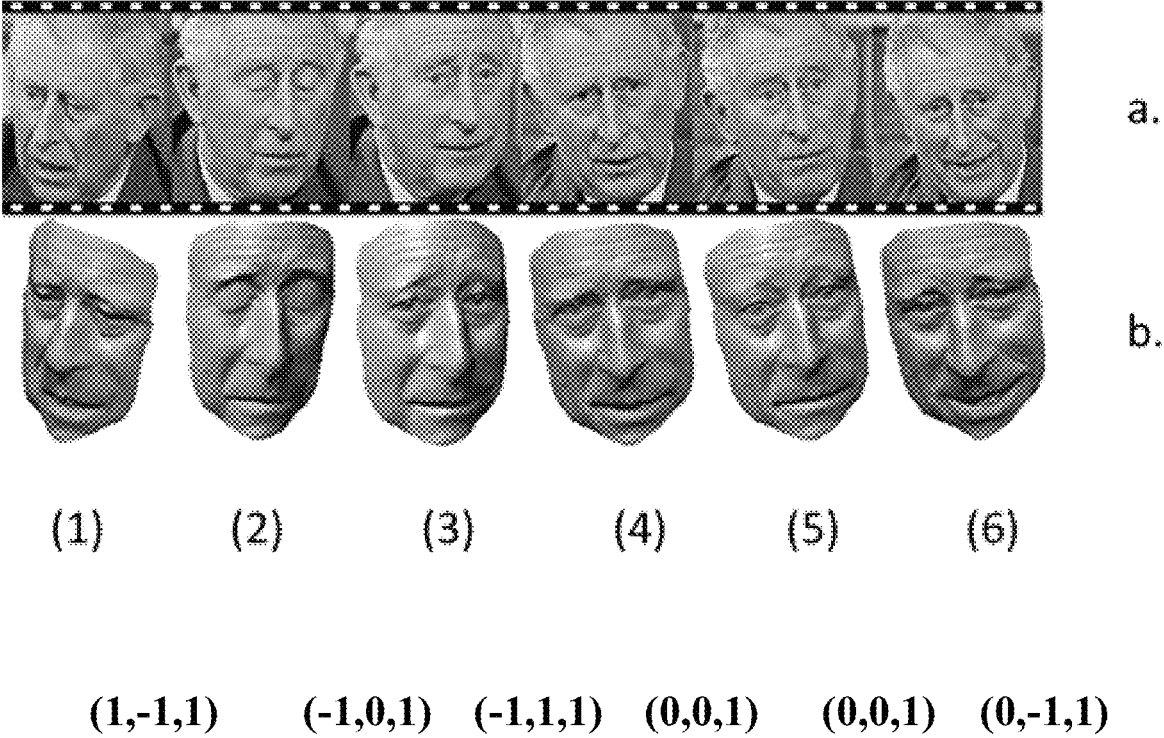 a.
b.
(1) (2) (3) (4) (5) (6)
(1,-1,1) (-1,0,1) (-1,1,1) (0,0,1) (0,0,1) (0,-1,1)